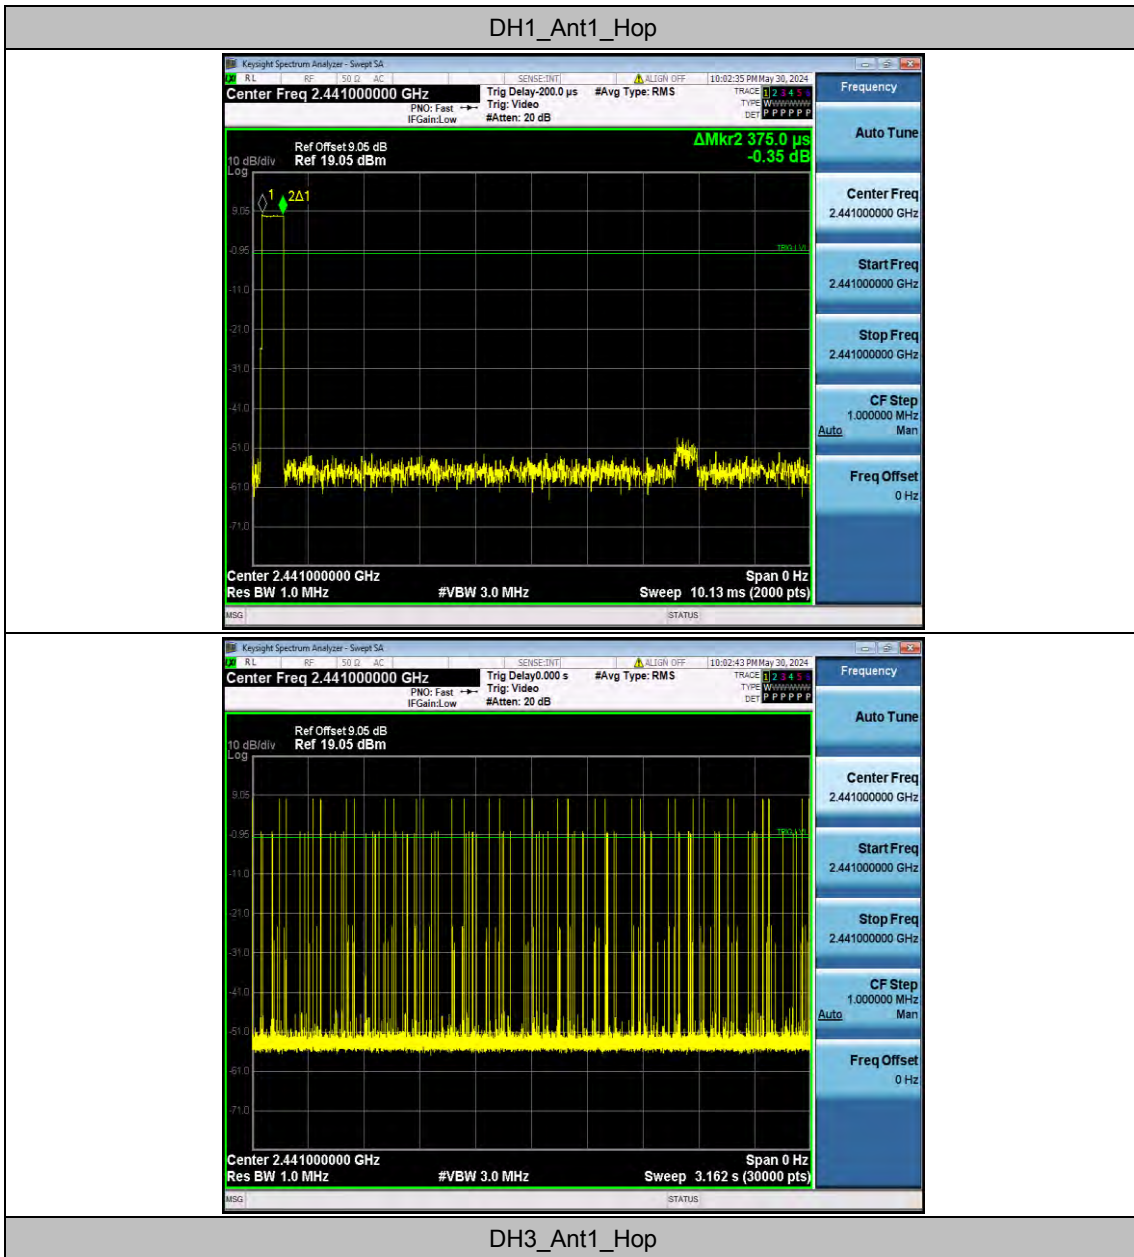 DH1_Ant1_Hop
Keysight Spectrum Analyzer - Swept SA
RL RF 50 Ω AC SENSE:INT ALIGN OFF 10:02:35 PM May 30, 2024
Center Freq 2.441000000 GHz
PNO: Fast
IFGain:Low
Trig Delay-200.0 µs
Trig: Video
#Atten: 20 dB
#Avg Type: RMS
TRACE 1 2 3 4 5 6
TYPE WWWWWW
DET P P P P P P
Frequency
Auto Tune
Ref Offset 9.05 dB
10 dB/div Ref 19.05 dBm
Log
ΔMkr2 375.0 µs
-0.35 dB
1
2Δ1
9.05
-0.95
TRIG LVL
-11.0
-21.0
-31.0
-41.0
-51.0
-61.0
-71.0
Center Freq
2.441000000 GHz
Start Freq
2.441000000 GHz
Stop Freq
2.441000000 GHz
CF Step
1.000000 MHz
Auto Man
Freq Offset
0 Hz
Center 2.441000000 GHz Span 0 Hz
Res BW 1.0 MHz #VBW 3.0 MHz Sweep 10.13 ms (2000 pts)
MSG STATUS
Keysight Spectrum Analyzer - Swept SA
RL RF 50 Ω AC SENSE:INT ALIGN OFF 10:02:43 PM May 30, 2024
Center Freq 2.441000000 GHz
PNO: Fast
IFGain:Low
Trig Delay0.000 s
Trig: Video
#Atten: 20 dB
#Avg Type: RMS
TRACE 1 2 3 4 5 6
TYPE WWWWWW
DET P P P P P P
Frequency
Auto Tune
Ref Offset 9.05 dB
10 dB/div Ref 19.05 dBm
Log
9.05
-0.95
TRIG LVL
-11.0
-21.0
-31.0
-41.0
-51.0
-61.0
-71.0
Center Freq
2.441000000 GHz
Start Freq
2.441000000 GHz
Stop Freq
2.441000000 GHz
CF Step
1.000000 MHz
Auto Man
Freq Offset
0 Hz
Center 2.441000000 GHz Span 0 Hz
Res BW 1.0 MHz #VBW 3.0 MHz Sweep 3.162 s (30000 pts)
MSG STATUS
DH3_Ant1_Hop